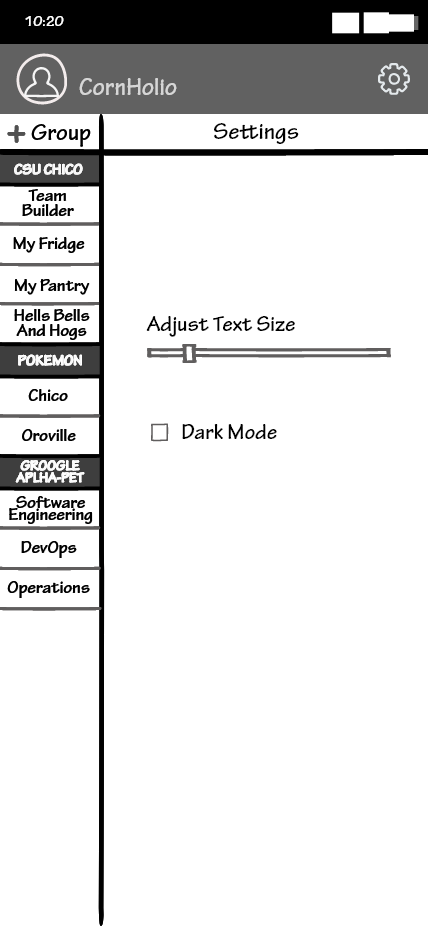 10:20
CornHolio
+ Group
Settings
CSU CHICO
Team
Builder
My Fridge
My Pantry
Hells Bells
And Hogs
POKEMON
Chico
Oroville
GROOGLE
APLHA-PET
Software
Engineering
DevOps
Operations
Adjust Text Size
Dark Mode